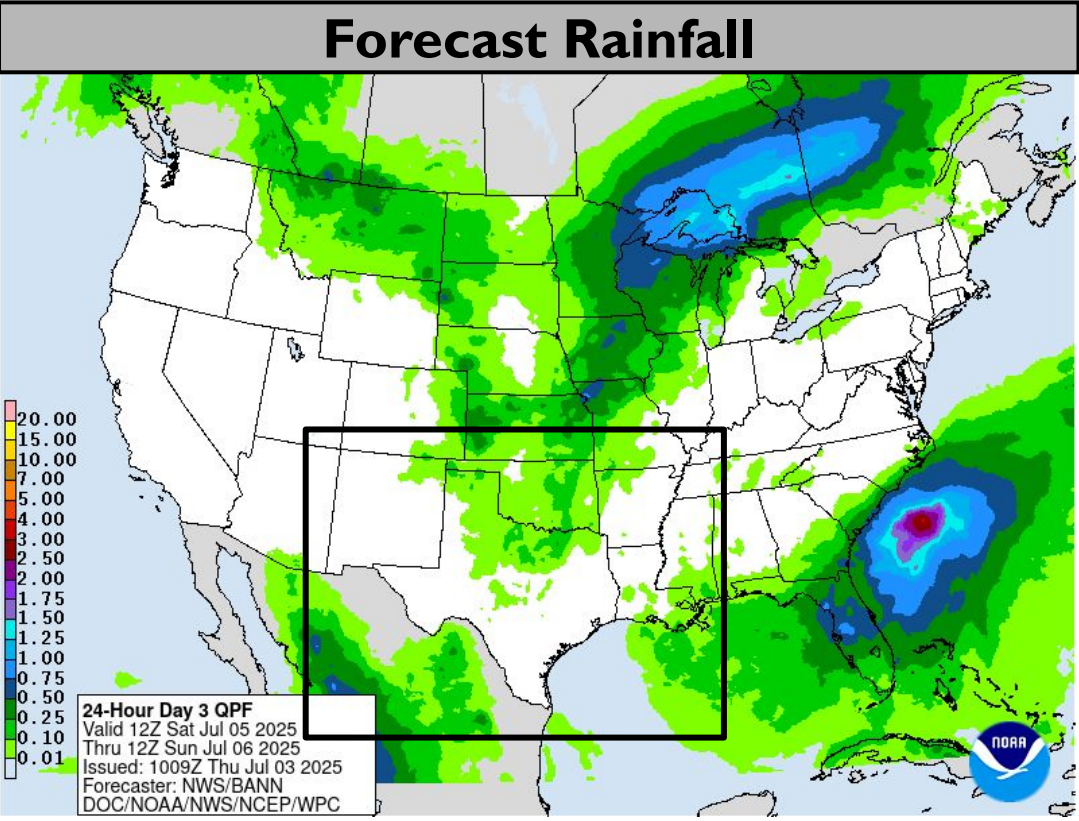 Forecast Rainfall
20.00
15.00
10.00
7.00
5.00
4.00
3.00
2.50
2.00
1.75
1.50
1.25
1.00
0.75
0.50
0.25
0.10
0.01
24-Hour Day 3 QPF
Valid 12Z Sat Jul 05 2025
Thru 12Z Sun Jul 06 2025
Issued: 1009Z Thu Jul 03 2025
Forecaster: NWS/BANN
DOC/NOAA/NWS/NCEP/WPC
NOAA